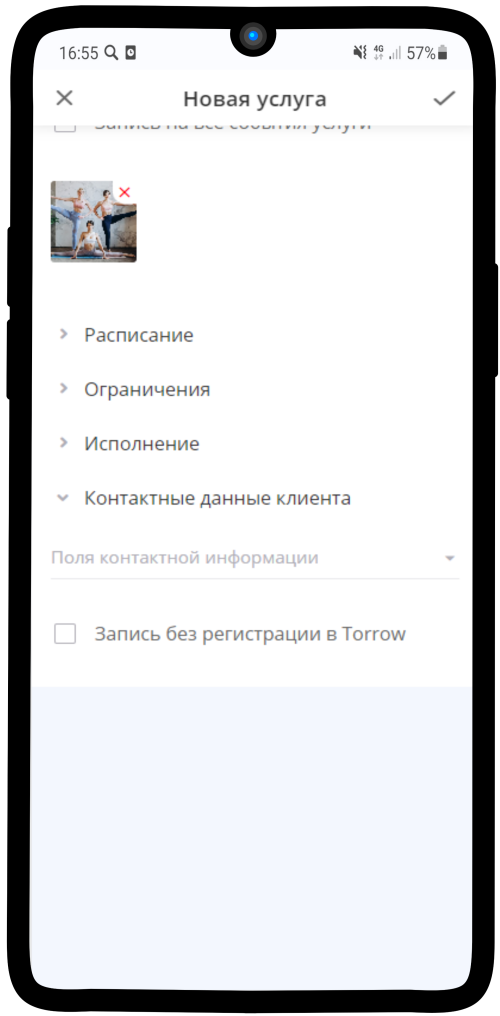 16:55
4G 57%
Новая услуга
Запись на все события услуги
Расписание
Ограничения
Исполнение
Контактные данные клиента
Поля контактной информации
Запись без регистрации в Torrow